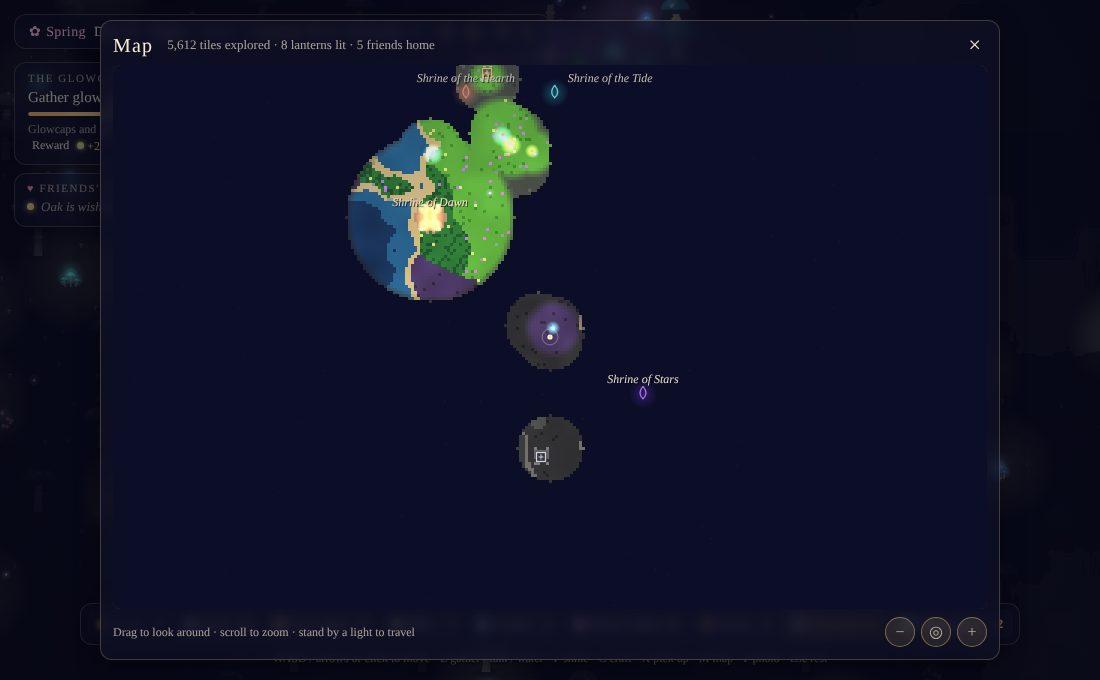 ✿ Spring
Map
5,612 tiles explored · 8 lanterns lit · 5 friends home
×
THE GLOW
Gather glow
Glowcaps and
Reward +2
♥ FRIENDS'
Oak is wish
Shrine of the Hearth
Shrine of the Tide
Shrine of Dawn
Shrine of Stars
Drag to look around · scroll to zoom · stand by a light to travel
− ◎ +
2